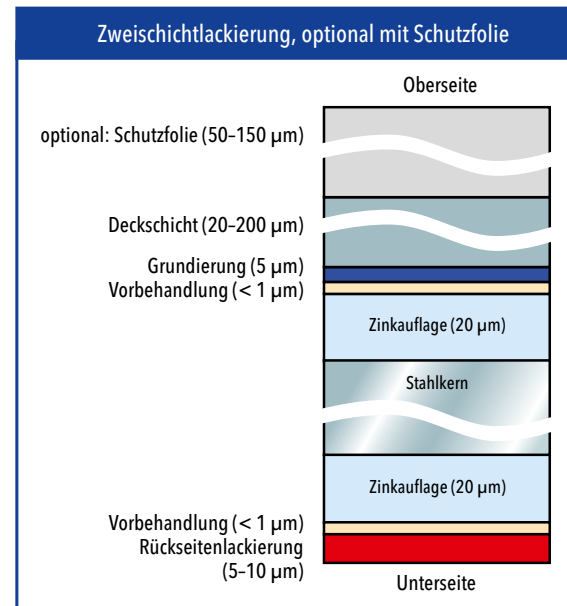 Zweischichtlackierung, optional mit Schutzfolie
Oberseite
optional: Schutzfolie (50–150 µm)
Deckschicht (20–200 µm)
Grundierung (5 µm)
Vorbehandlung (< 1 µm)
Zinkauflage (20 µm)
Stahlkern
Zinkauflage (20 µm)
Vorbehandlung (< 1 µm)
Rückseitenlackierung
(5–10 µm)
Unterseite